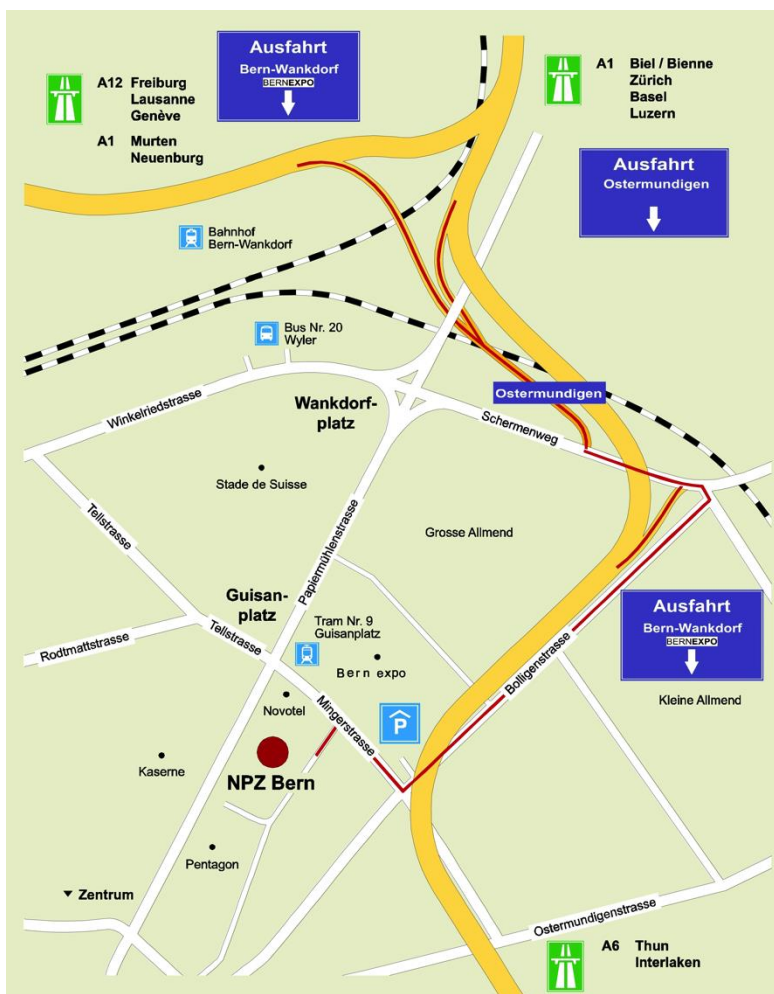 A12 Freiburg
Lausanne
Genève
A1 Murten
Neuenburg
Ausfahrt
Bern-Wankdorf
BERNEXPO
A1 Biel / Bienne
Zürich
Basel
Luzern
Ausfahrt
Ostermundigen
Bahnhof
Bern-Wankdorf
Bus Nr. 20
Wyler
Winkelriedstrasse
Wankdorf-
platz
Ostermundigen
Schermenweg
Stade de Suisse
Tellstrasse
Papiermühlenstrasse
Grosse Allmend
Guisan-
platz
Tellstrasse
Tram Nr. 9
Guisanplatz
Rodtmattstrasse
Bern expo
Ausfahrt
Bern-Wankdorf
BERNEXPO
Bolligenstrasse
Kleine Allmend
Novotel
Mingerstrasse
P
Kaserne
NPZ Bern
Pentagon
Zentrum
Ostermundigenstrasse
A6 Thun
Interlaken